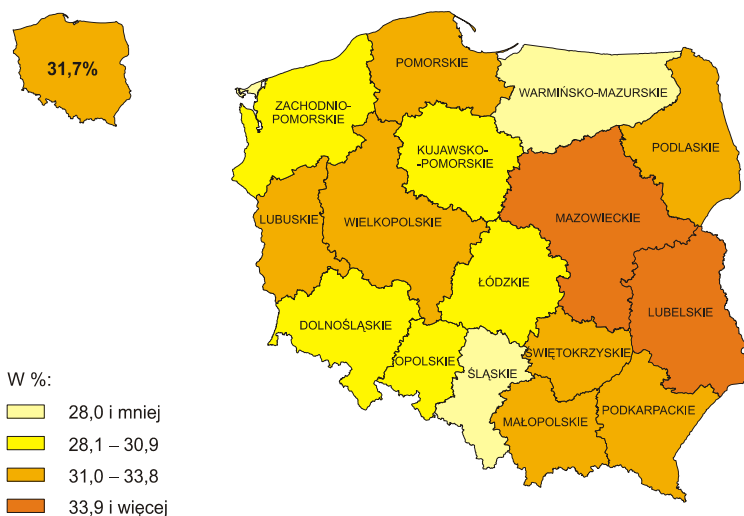 31,7%
POMORSKIE
WARMIŃSKO-MAZURSKIE
ZACHODNIO-
POMORSKIE
KUJAWSKO-
-POMORSKIE
PODLASKIE
LUBUSKIE
WIELKOPOLSKIE
MAZOWIECKIE
ŁÓDZKIE
LUBELSKIE
DOLNOŚLĄSKIE
OPOLSKIE
ŚLĄSKIE
ŚWIĘTOKRZYSKIE
MAŁOPOLSKIE
PODKARPACKIE
W %:
28,0 i mniej
28,1 – 30,9
31,0 – 33,8
33,9 i więcej